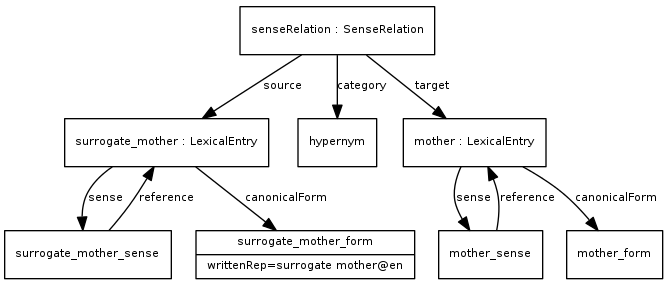 senseRelation : SenseRelation
source
category
target
surrogate_mother : LexicalEntry
hypernym
mother : LexicalEntry
sense
reference
canonicalForm
sense
reference
canonicalForm
surrogate_mother_sense
surrogate_mother_form
writtenRep=surrogate mother@en
mother_sense
mother_form